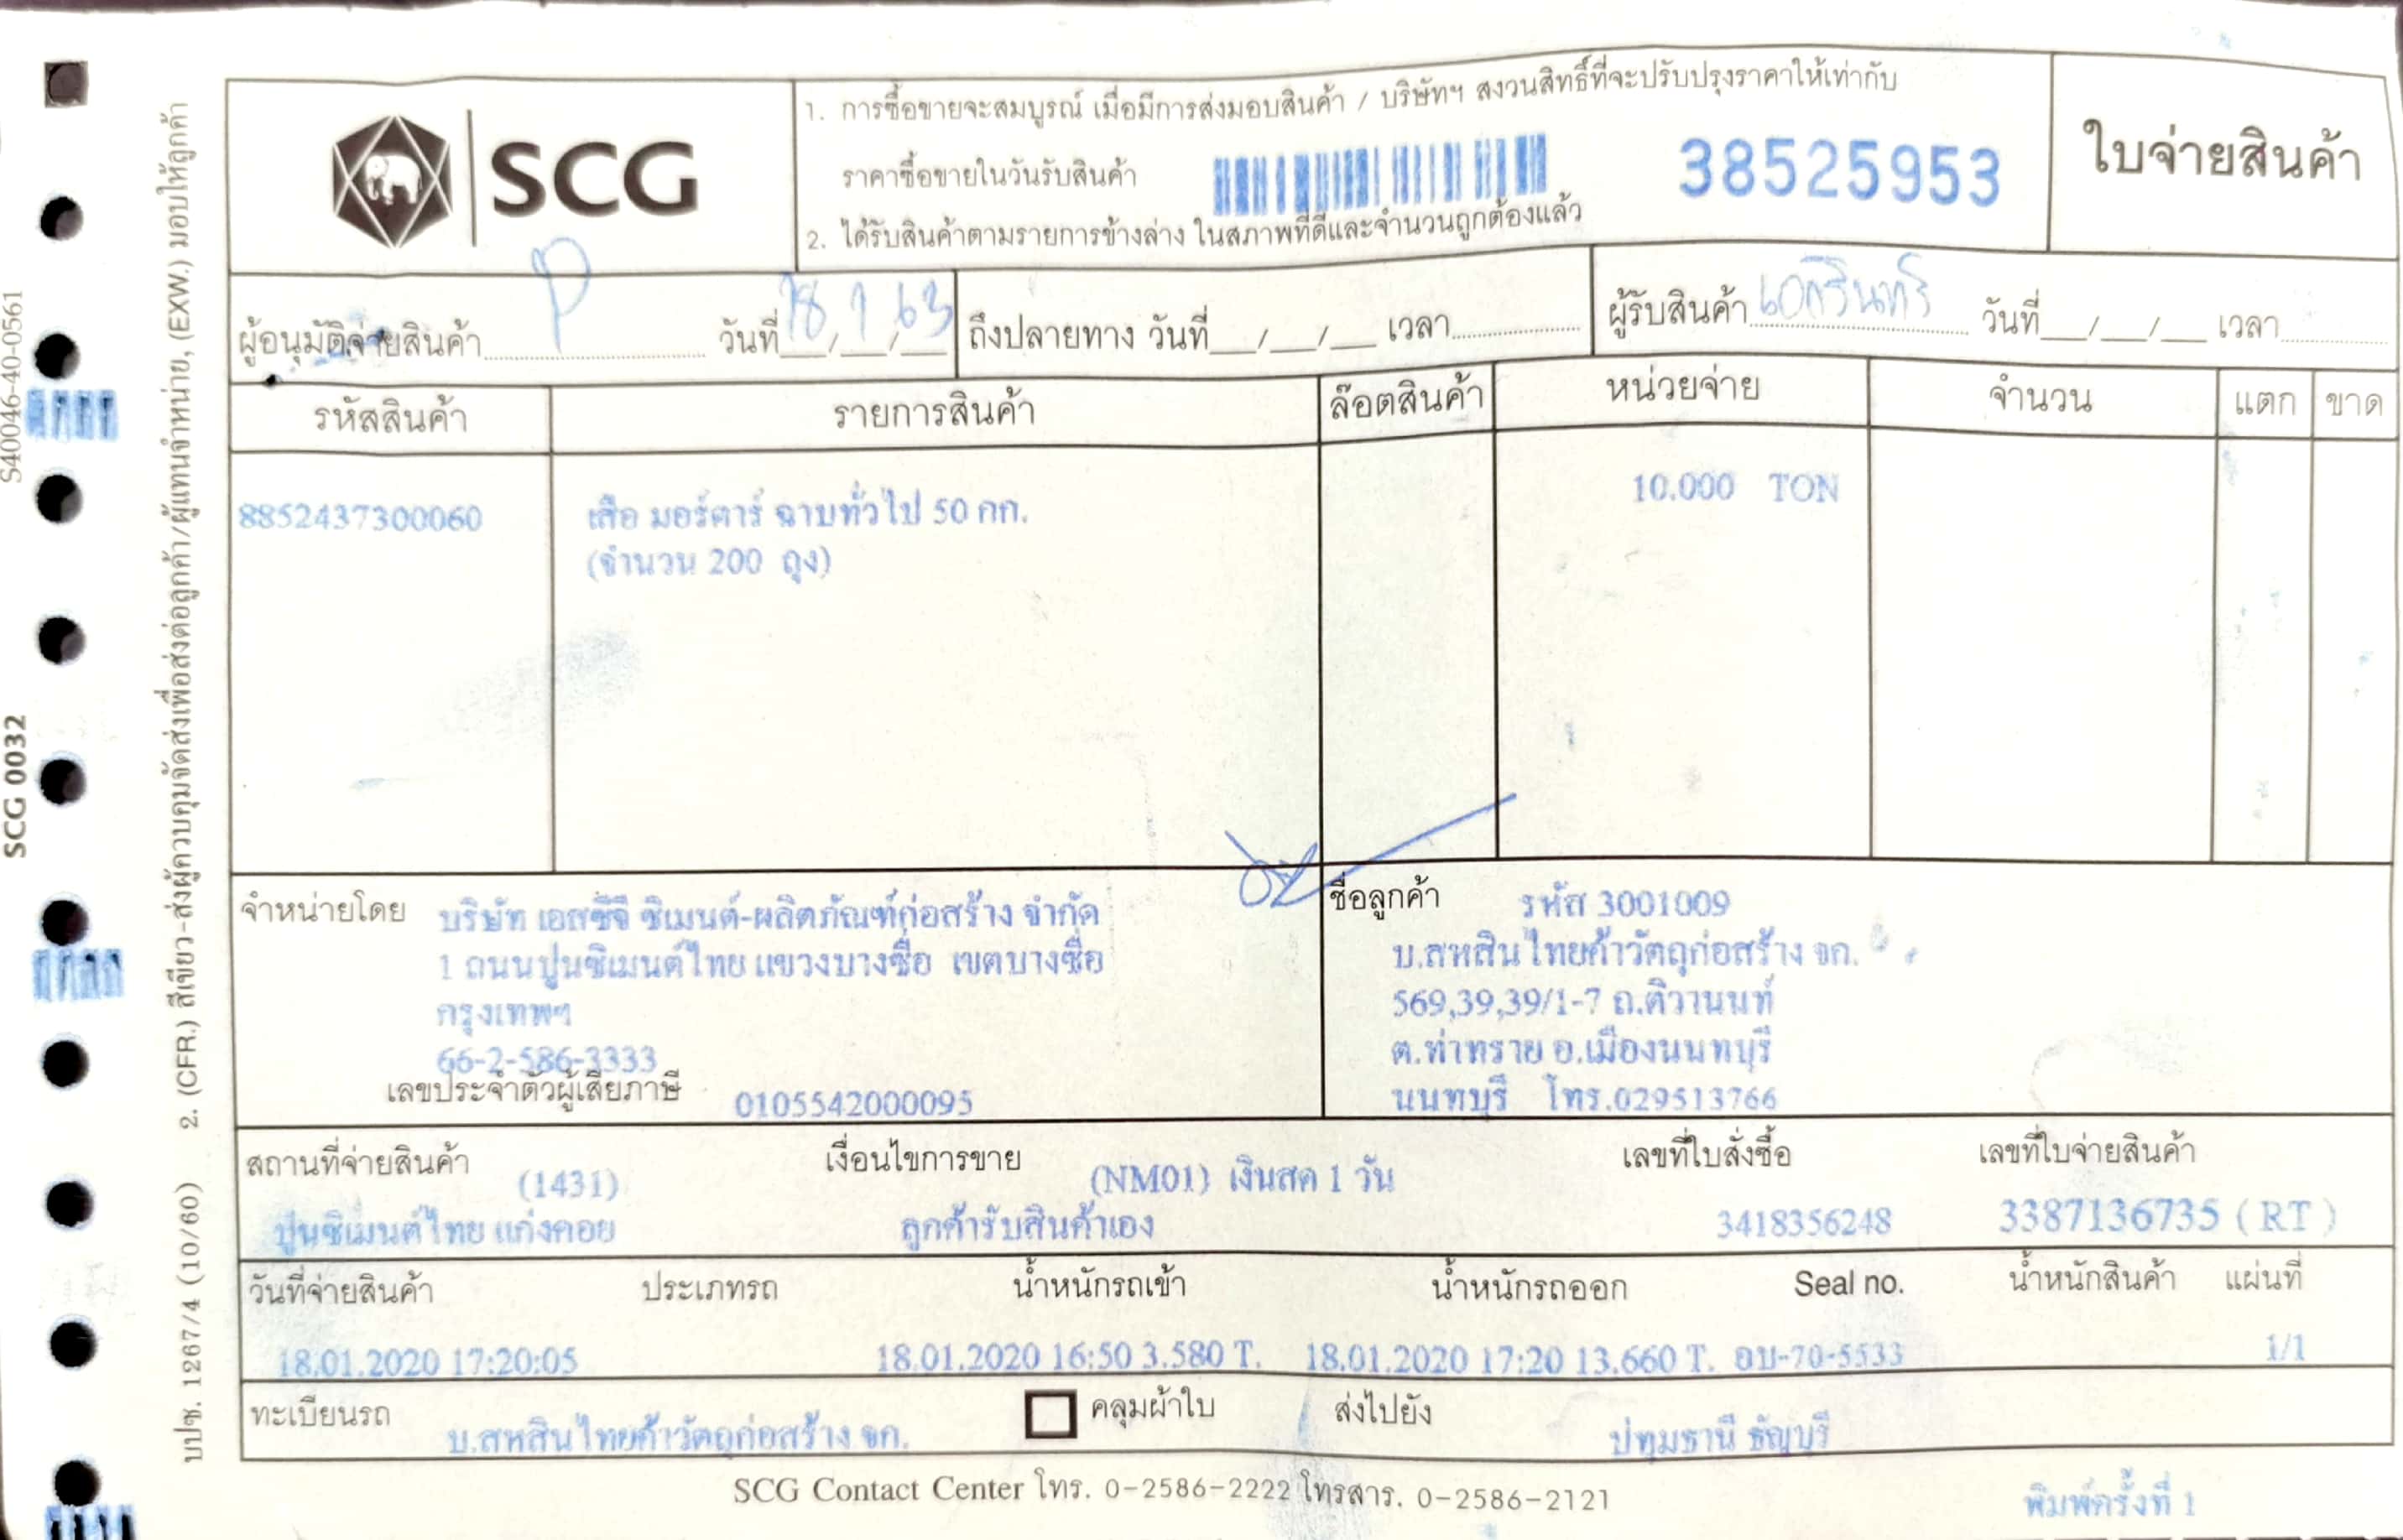 SCG
1. การซื้อขายจะสมบูรณ์ เมื่อมีการส่งมอบสินค้า / บริษัทฯ สงวนสิทธิ์ที่จะปรับปรุงราคาให้เท่ากับ
ราคาซื้อขายในวันรับสินค้า
38525953
2. ได้รับสินค้าตามรายการข้างล่าง ในสภาพที่ดีและจำนวนถูกต้องแล้ว
ใบจ่ายสินค้า
ผู้อนุมัติจ่ายสินค้า P วันที่ 18/1/63 ถึงปลายทาง วันที่__/__/__ เวลา ผู้รับสินค้า เอกรินทร์ วันที่__/__/__ เวลา
รหัสสินค้า รายการสินค้า ล๊อตสินค้า หน่วยจ่าย จำนวน แตก ขาด
8852437300060 เสือ มอร์ตาร์ ฉาบทั่วไป 50 กก. 10.000 TON
(จำนวน 200 ถุง)
จำหน่ายโดย บริษัท เอสซีจี ซิเมนต์-ผลิตภัณฑ์ก่อสร้าง จำกัด
1 ถนนปูนซิเมนต์ไทย แขวงบางซื่อ เขตบางซื่อ
กรุงเทพฯ
66-2-586-3333
เลขประจำตัวผู้เสียภาษี 0105542000095
ชื่อลูกค้า รหัส 3001009
บ.สหสินไทยค้าวัตถุก่อสร้าง จก.
569,39,39/1-7 ถ.ติวานนท์
ต.ท่าทราย อ.เมืองนนทบุรี
นนทบุรี โทร.029513766
สถานที่จ่ายสินค้า (1431) เงื่อนไขการขาย (NM01) เงินสด 1 วัน เลขที่ใบสั่งซื้อ เลขที่ใบจ่ายสินค้า
ปูนซิเมนต์ไทย แก่งคอย ลูกค้ารับสินค้าเอง 3418356248 3387136735 (RT)
วันที่จ่ายสินค้า ประเภทรถ น้ำหนักรถเข้า น้ำหนักรถออก Seal no. น้ำหนักสินค้า แผ่นที่
18.01.2020 17:20:05 18.01.2020 16:50 3.580 T. 18.01.2020 17:20 13.660 T. อบ-70-5533 1/1
ทะเบียนรถ บ.สหสินไทยค้าวัตถุก่อสร้าง จก. คลุมผ้าใบ ส่งไปยัง ปทุมธานี ธัญบุรี
SCG Contact Center โทร. 0-2586-2222 โทรสาร. 0-2586-2121
พิมพ์ครั้งที่ 1
บปซ. 1267/4 (10/60) 2. (CFR.) สีเขียว-ส่งผู้ควบคุมจัดส่งเพื่อส่งต่อลูกค้า/ผู้แทนจำหน่าย, (EXW.) มอบให้ลูกค้า
SCG 0032
S40046-40-0561